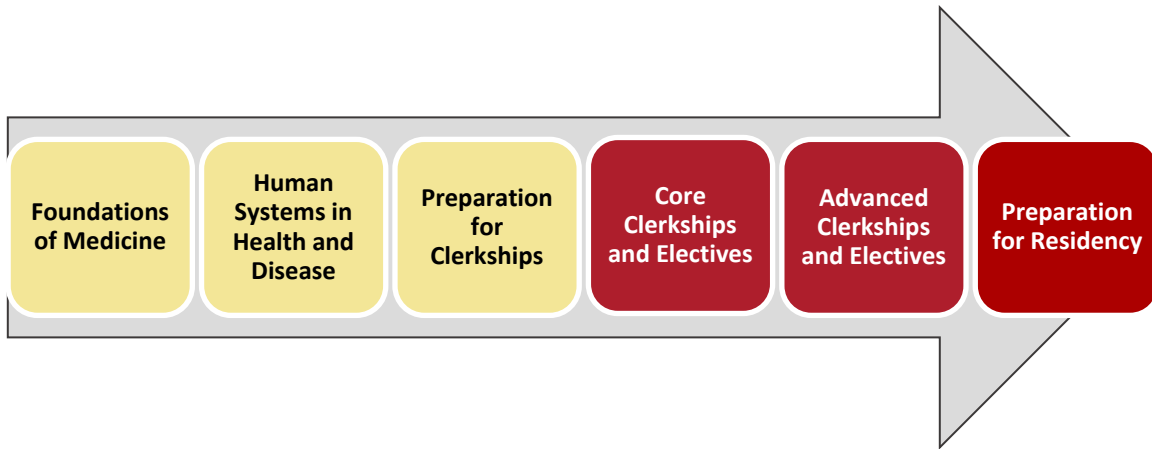 Foundations
of Medicine
Human
Systems in
Health and
Disease
Preparation
for
Clerkships
Core
Clerkships
and Electives
Advanced
Clerkships
and Electives
Preparation
for Residency